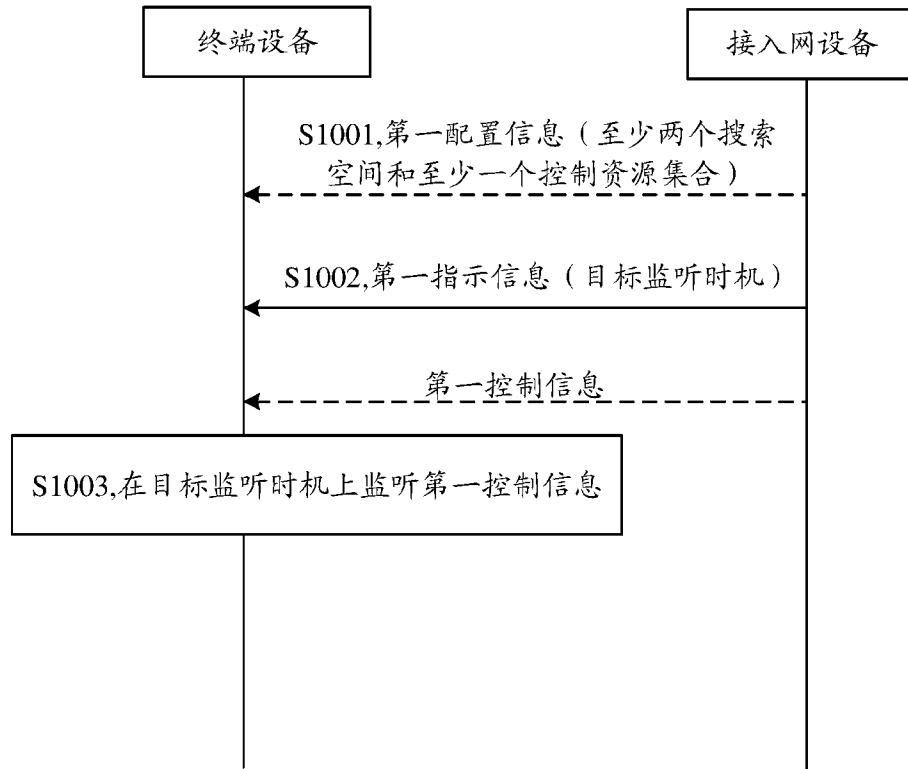 终端设备
接入网设备
S1001,第一配置信息（至少两个搜索
空间和至少一个控制资源集合）
S1002,第一指示信息（目标监听时机）
第一控制信息
S1003,在目标监听时机上监听第一控制信息